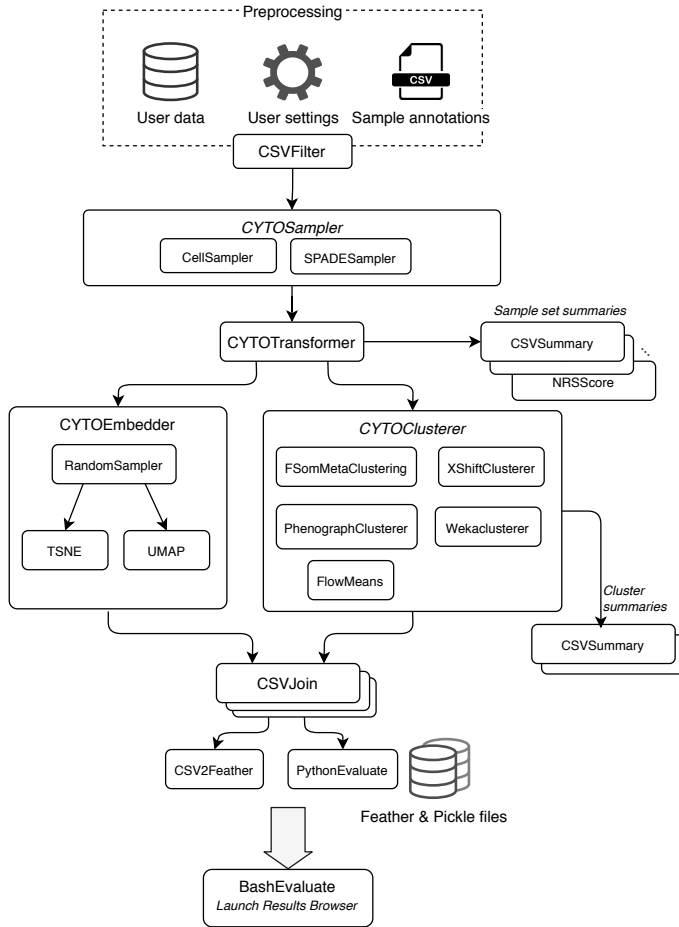 Preprocessing
CSV
User data
User settings
Sample annotations
CSVFilter
CYTOSampler
CellSampler
SPADESampler
Sample set summaries
CYTOTransformer
CSVSummary
NRSScore
CYTOEmbedder
RandomSampler
TSNE
UMAP
CYTOClusterer
FSomMetaClustering
XShiftClusterer
PhenographClusterer
Wekaclusterer
FlowMeans
Cluster
summaries
CSVSummary
CSVJoin
CSV2Feather
PythonEvaluate
Feather & Pickle files
BashEvaluate
Launch Results Browser